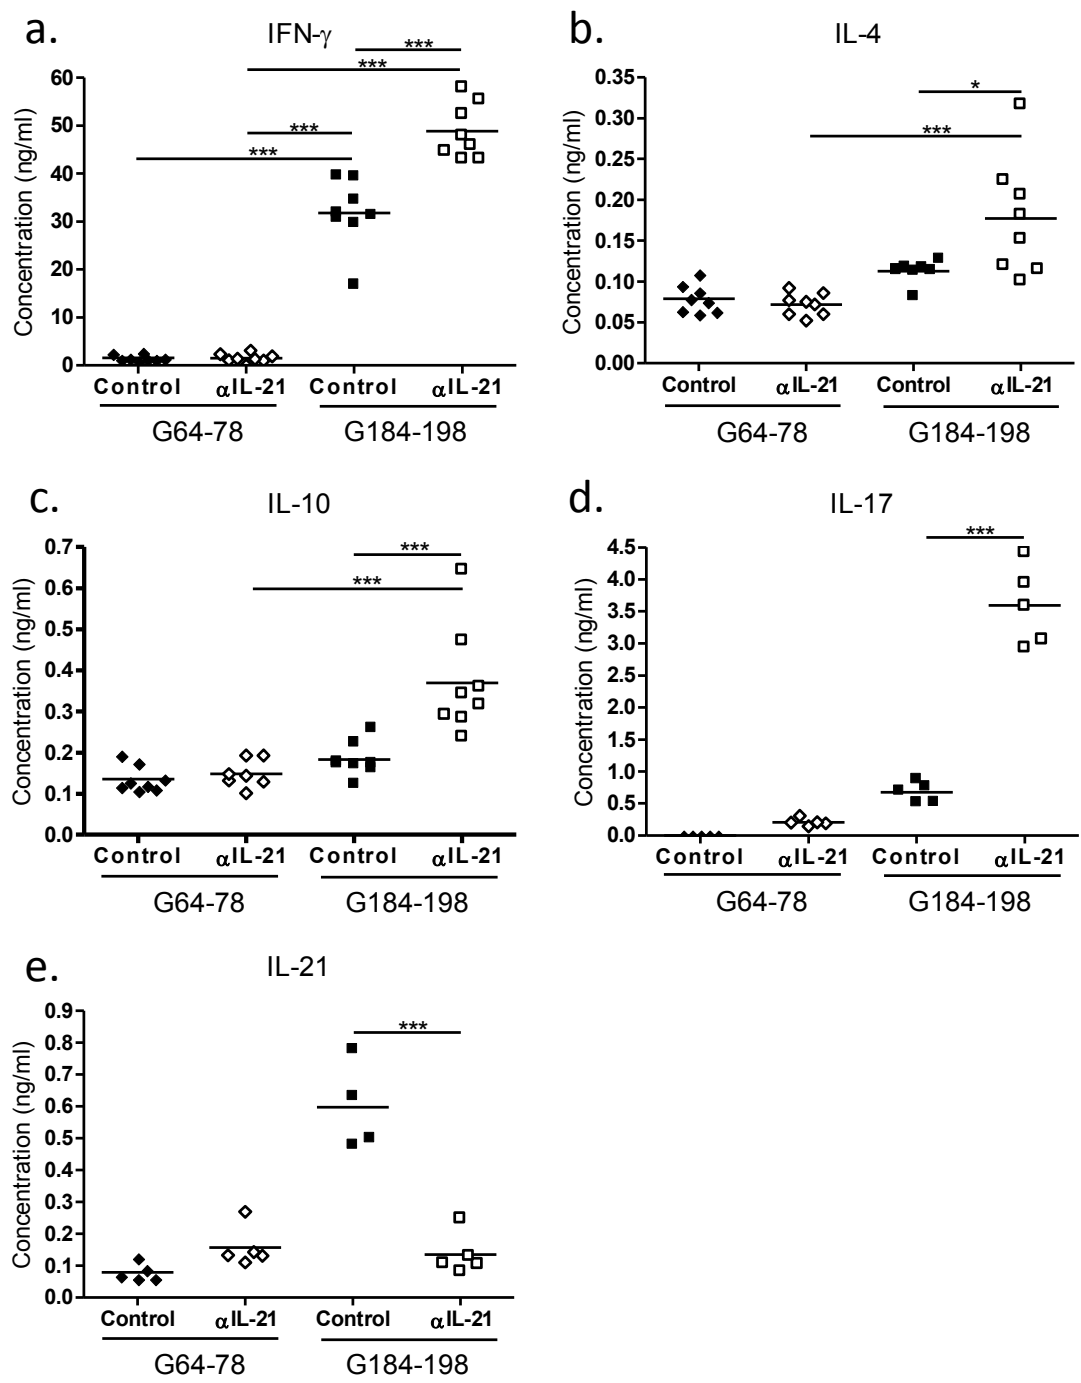 a.
IFN-γ
***
***
***
***
Concentration (ng/ml)
60
50
40
30
20
10
0
Control
αIL-21
Control
αIL-21
G64-78
G184-198
b.
IL-4
*
***
Concentration (ng/ml)
0.35
0.30
0.25
0.20
0.15
0.10
0.05
0.00
Control
αIL-21
Control
αIL-21
G64-78
G184-198
c.
IL-10
***
***
Concentration (ng/ml)
0.7
0.6
0.5
0.4
0.3
0.2
0.1
0.0
Control
αIL-21
Control
αIL-21
G64-78
G184-198
d.
IL-17
***
Concentration (ng/ml)
4.5
4.0
3.5
3.0
2.5
2.0
1.5
1.0
0.5
0.0
Control
αIL-21
Control
αIL-21
G64-78
G184-198
e.
IL-21
***
Concentration (ng/ml)
0.9
0.8
0.7
0.6
0.5
0.4
0.3
0.2
0.1
0.0
Control
αIL-21
Control
αIL-21
G64-78
G184-198